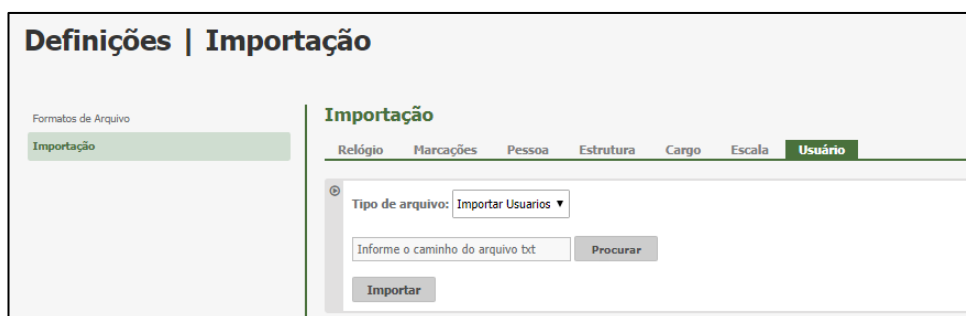 Definições | Importação
Formatos de Arquivo
Importação
Importação
Relógio Marcações Pessoa Estrutura Cargo Escala Usuário
Tipo de arquivo: Importar Usuarios
Informe o caminho do arquivo txt Procurar
Importar